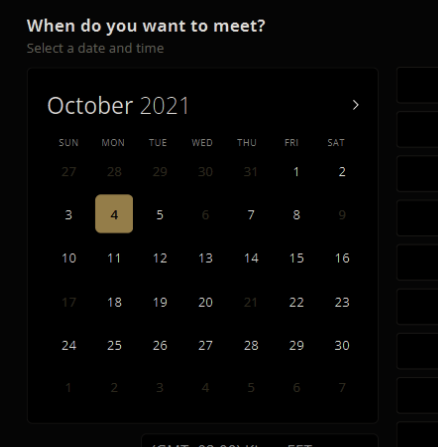 When do you want to meet?
Select a date and time
October 2021
SUN MON TUE WED THU FRI SAT
27 28 29 30 31 1 2
3 4 5 6 7 8 9
10 11 12 13 14 15 16
17 18 19 20 21 22 23
24 25 26 27 28 29 30
1 2 3 4 5 6 7